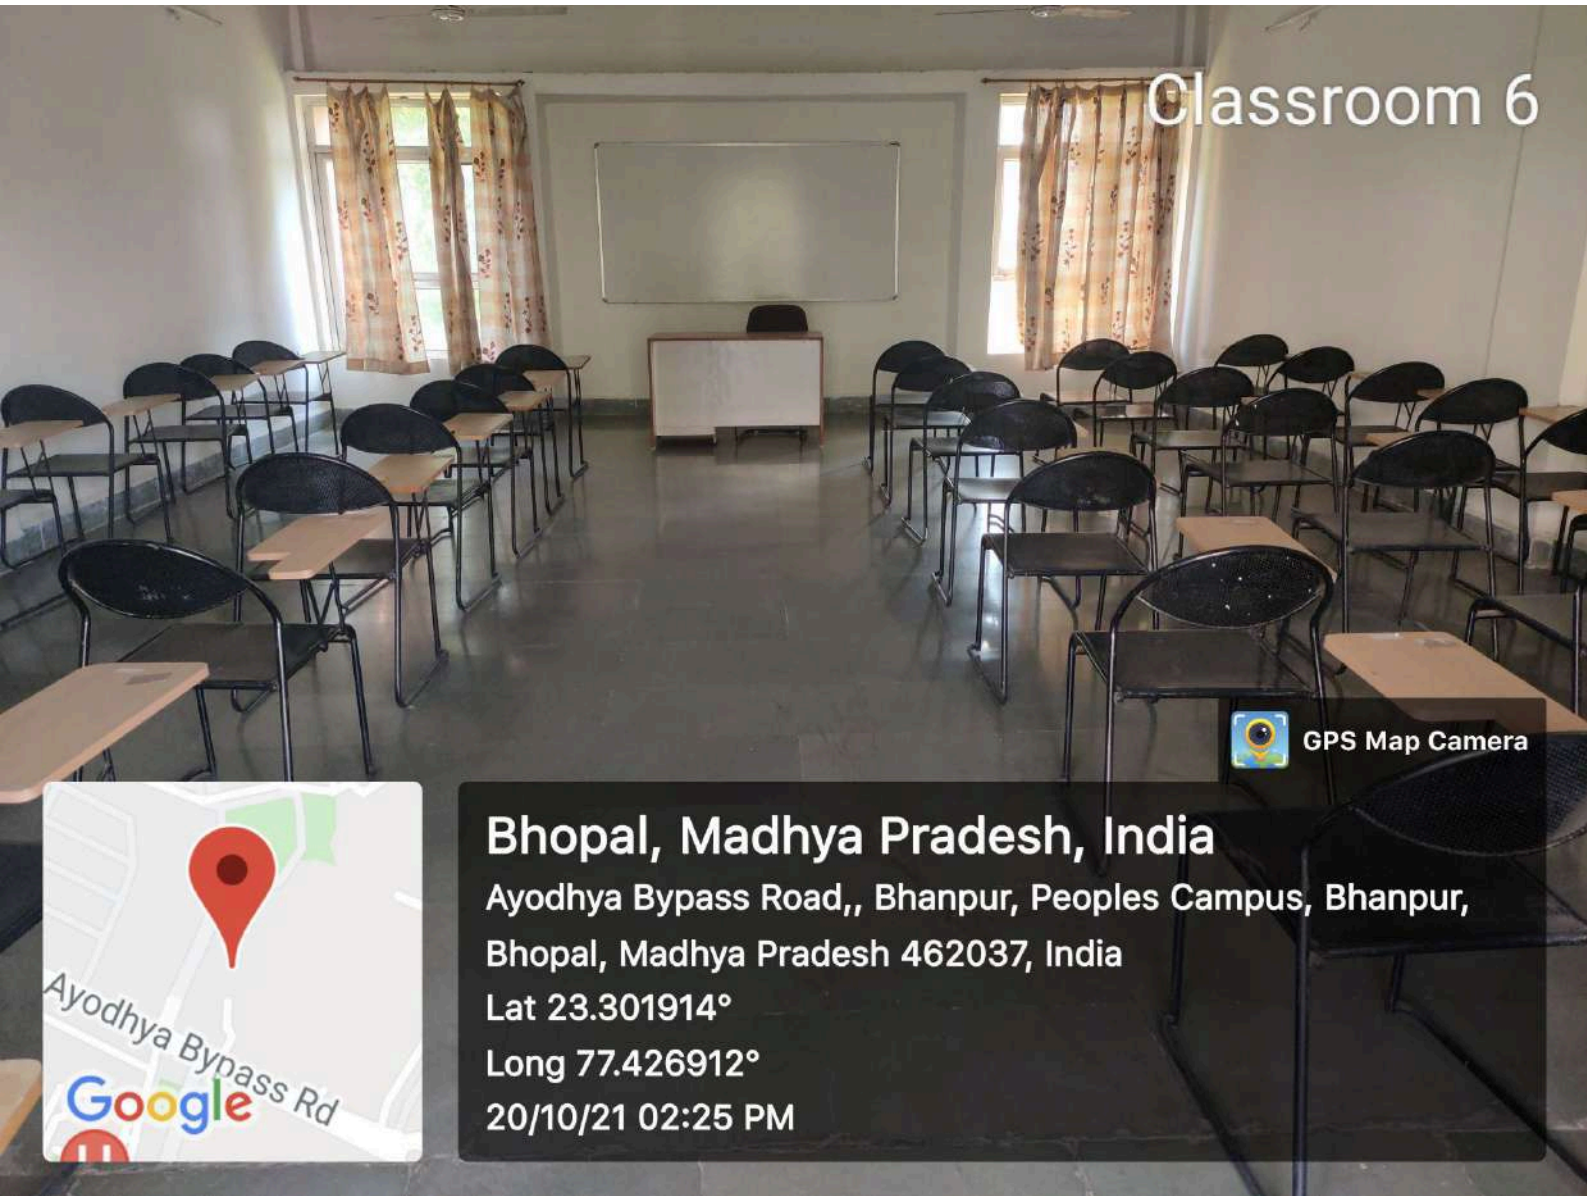 Classroom 6
GPS Map Camera
Bhopal, Madhya Pradesh, India
Ayodhya Bypass Road,, Bhanpur, Peoples Campus, Bhanpur,
Bhopal, Madhya Pradesh 462037, India
Lat 23.301914°
Long 77.426912°
20/10/21 02:25 PM
Ayodhya Bypass Rd
Google